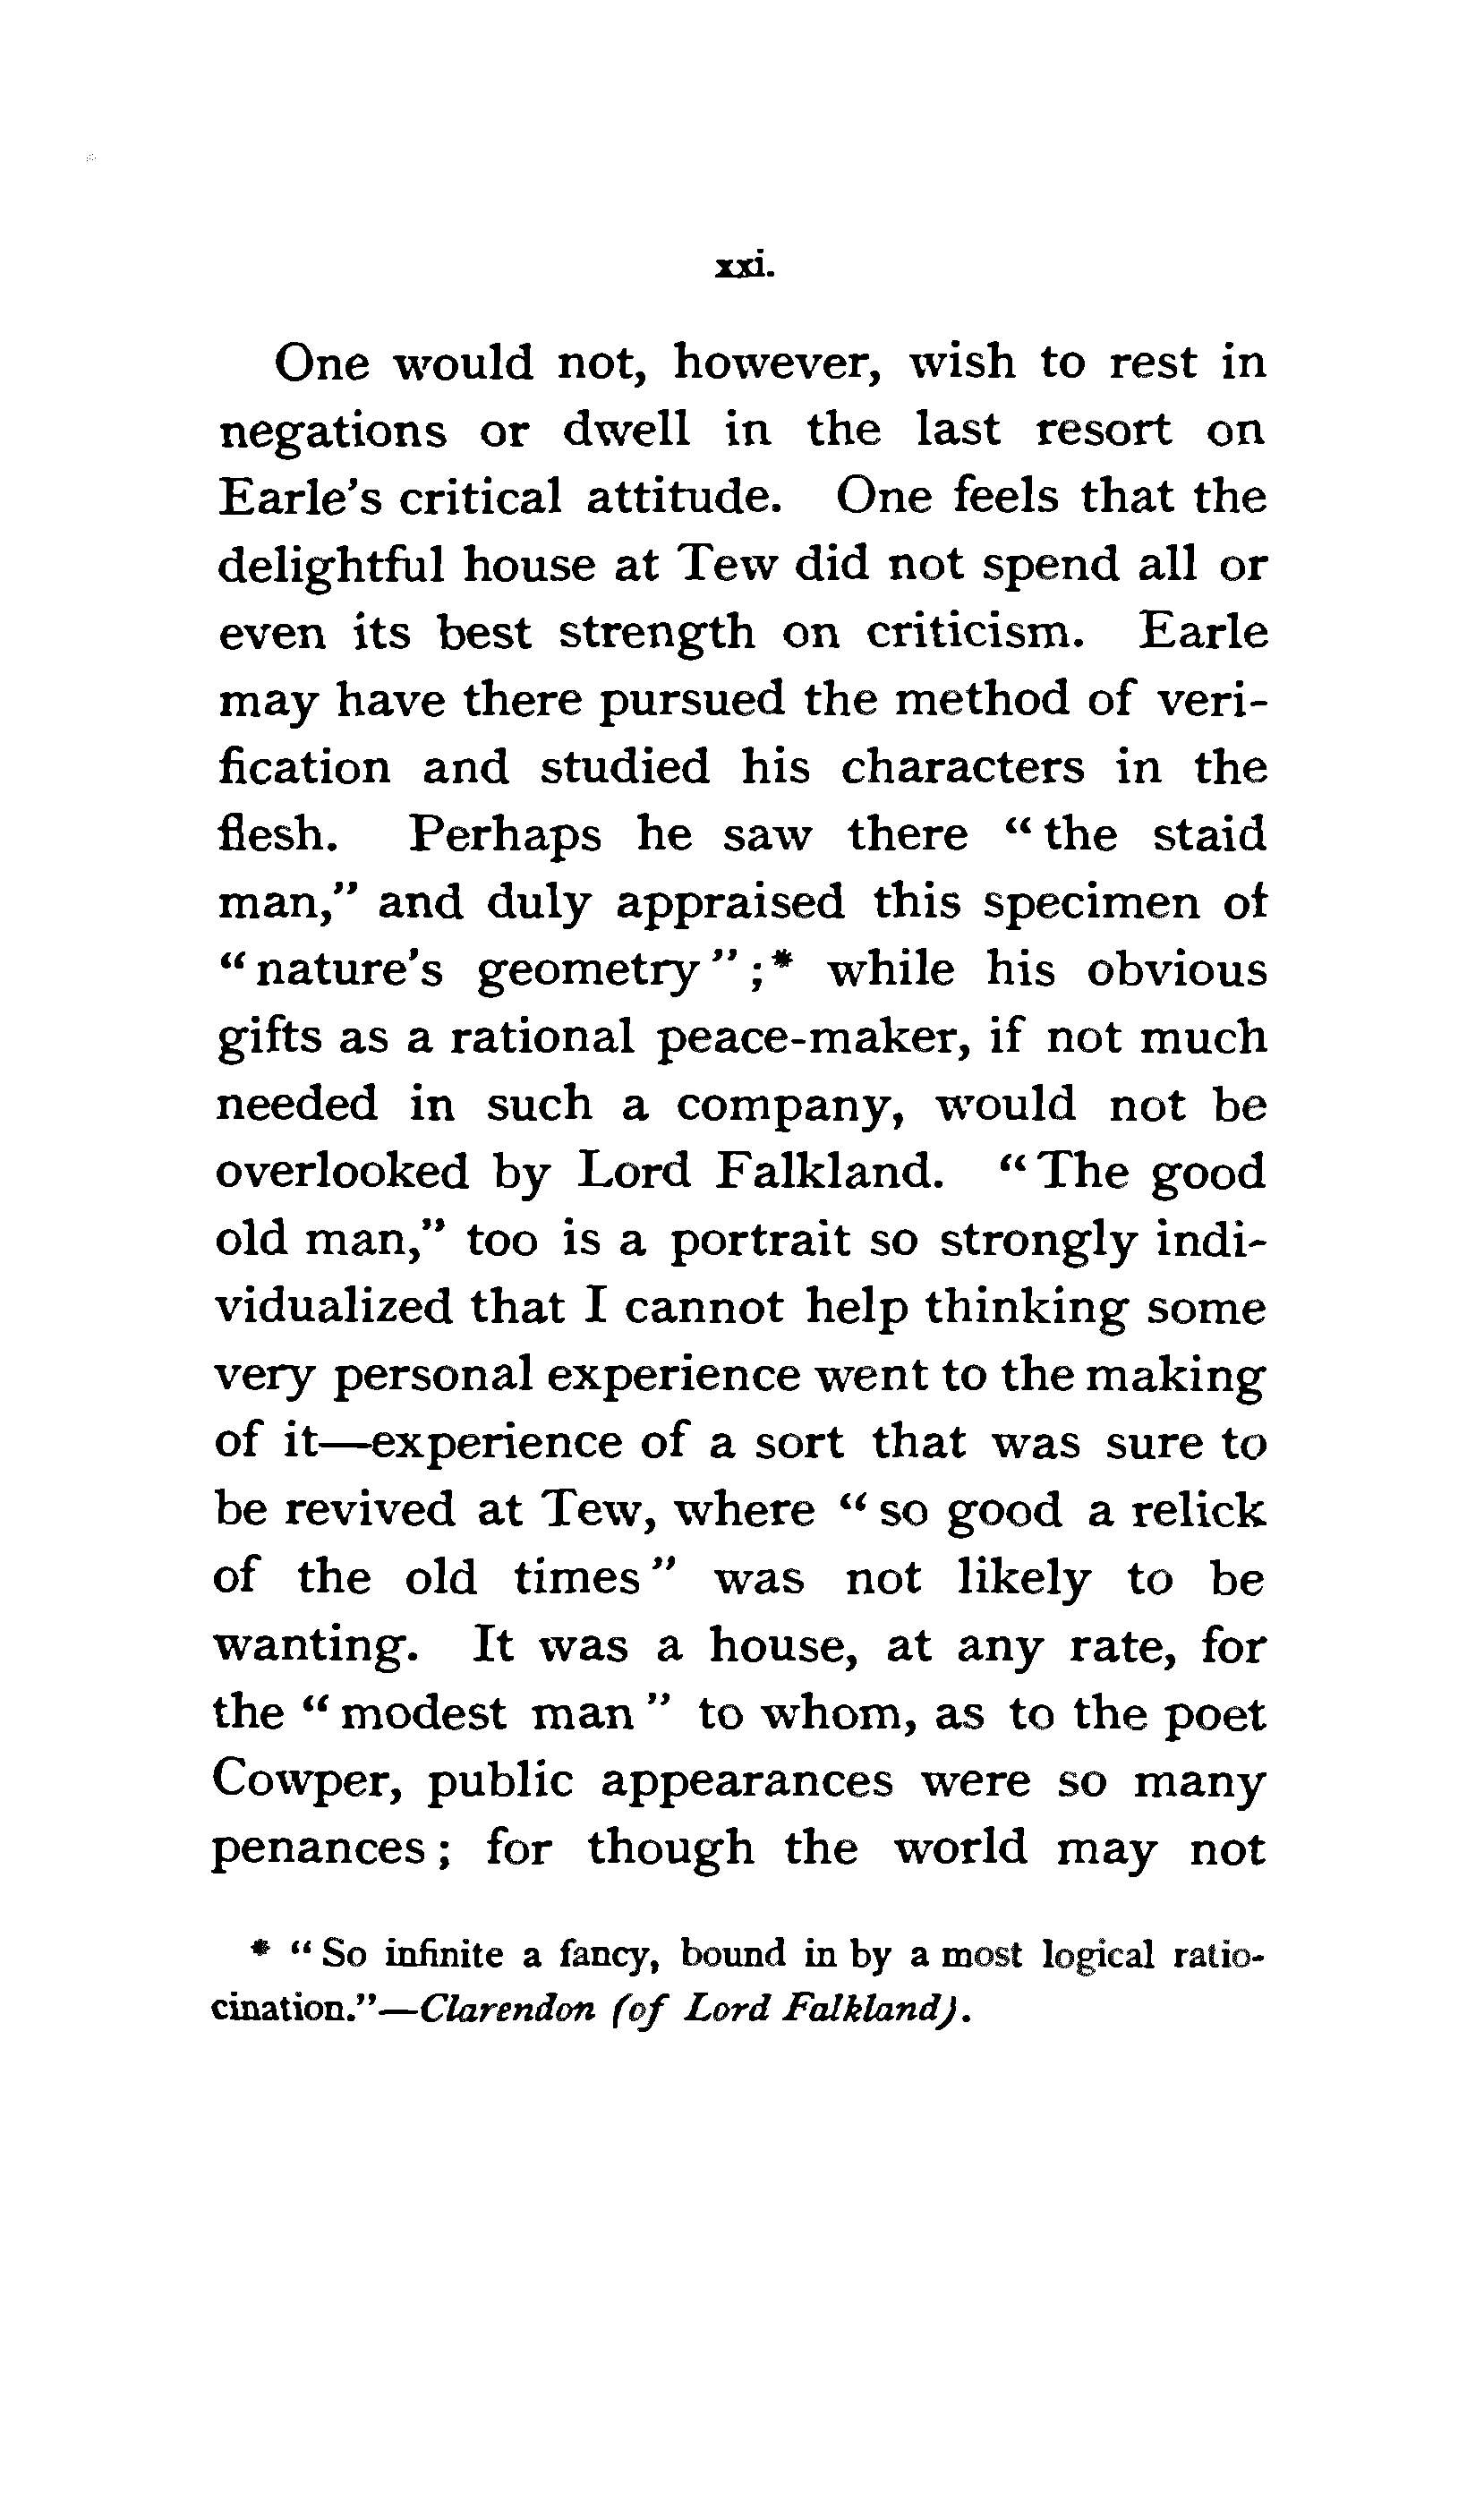 xxi.
One would not, however, wish to rest in
negations or dwell in the last resort on
Earle's critical attitude. One feels that the
delightful house at Tew did not spend all or
even its best strength on criticism. Earle
may have there pursued the method of veri-
fication and studied his characters in the
flesh. Perhaps he saw there “the staid
man,” and duly appraised this specimen of
“nature's geometry”;* while his obvious
gifts as a rational peace-maker, if not much
needed in such a company, would not be
overlooked by Lord Falkland. “The good
old man,” too is a portrait so strongly indi-
vidualized that I cannot help thinking some
very personal experience went to the making
of it—experience of a sort that was sure to
be revived at Tew, where “so good a relick
of the old times” was not likely to be
wanting. It was a house, at any rate, for
the “modest man” to whom, as to the poet
Cowper, public appearances were so many
penances; for though the world may not
* “So infinite a fancy, bound in by a most logical ratio-
cination.”—Clarendon (of Lord Falkland).